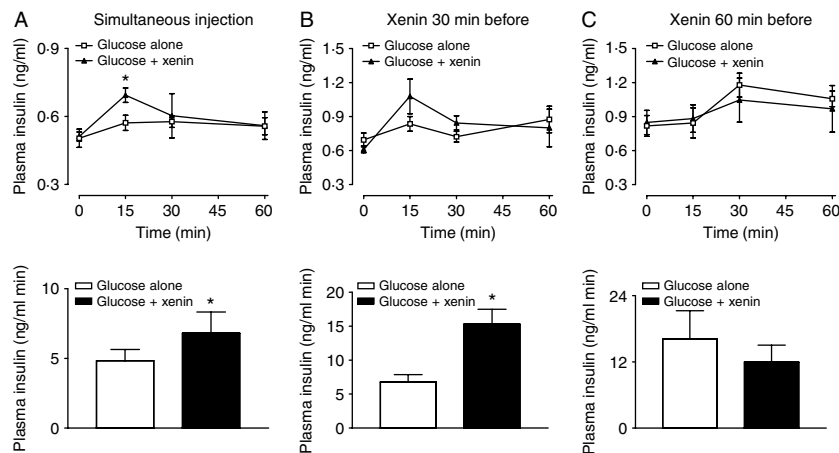 A
Simultaneous injection
Plasma insulin (ng/ml)
0·9
0·6
0·3
Glucose alone
Glucose + xenin
*
0 15 30 45 60
Time (min)
B
Xenin 30 min before
Plasma insulin (ng/ml)
1·5
1·2
0·9
0·6
0·3
Glucose alone
Glucose + xenin
0 15 30 45 60
Time (min)
C
Xenin 60 min before
Plasma insulin (ng/ml)
1·5
1·2
0·9
0·6
0·3
Glucose alone
Glucose + xenin
0 15 30 45 60
Time (min)
Plasma insulin (ng/ml min)
10
5
0
Glucose alone
Glucose + xenin
*
Plasma insulin (ng/ml min)
20
15
10
5
0
Glucose alone
Glucose + xenin
*
Plasma insulin (ng/ml min)
24
12
0
Glucose alone
Glucose + xenin